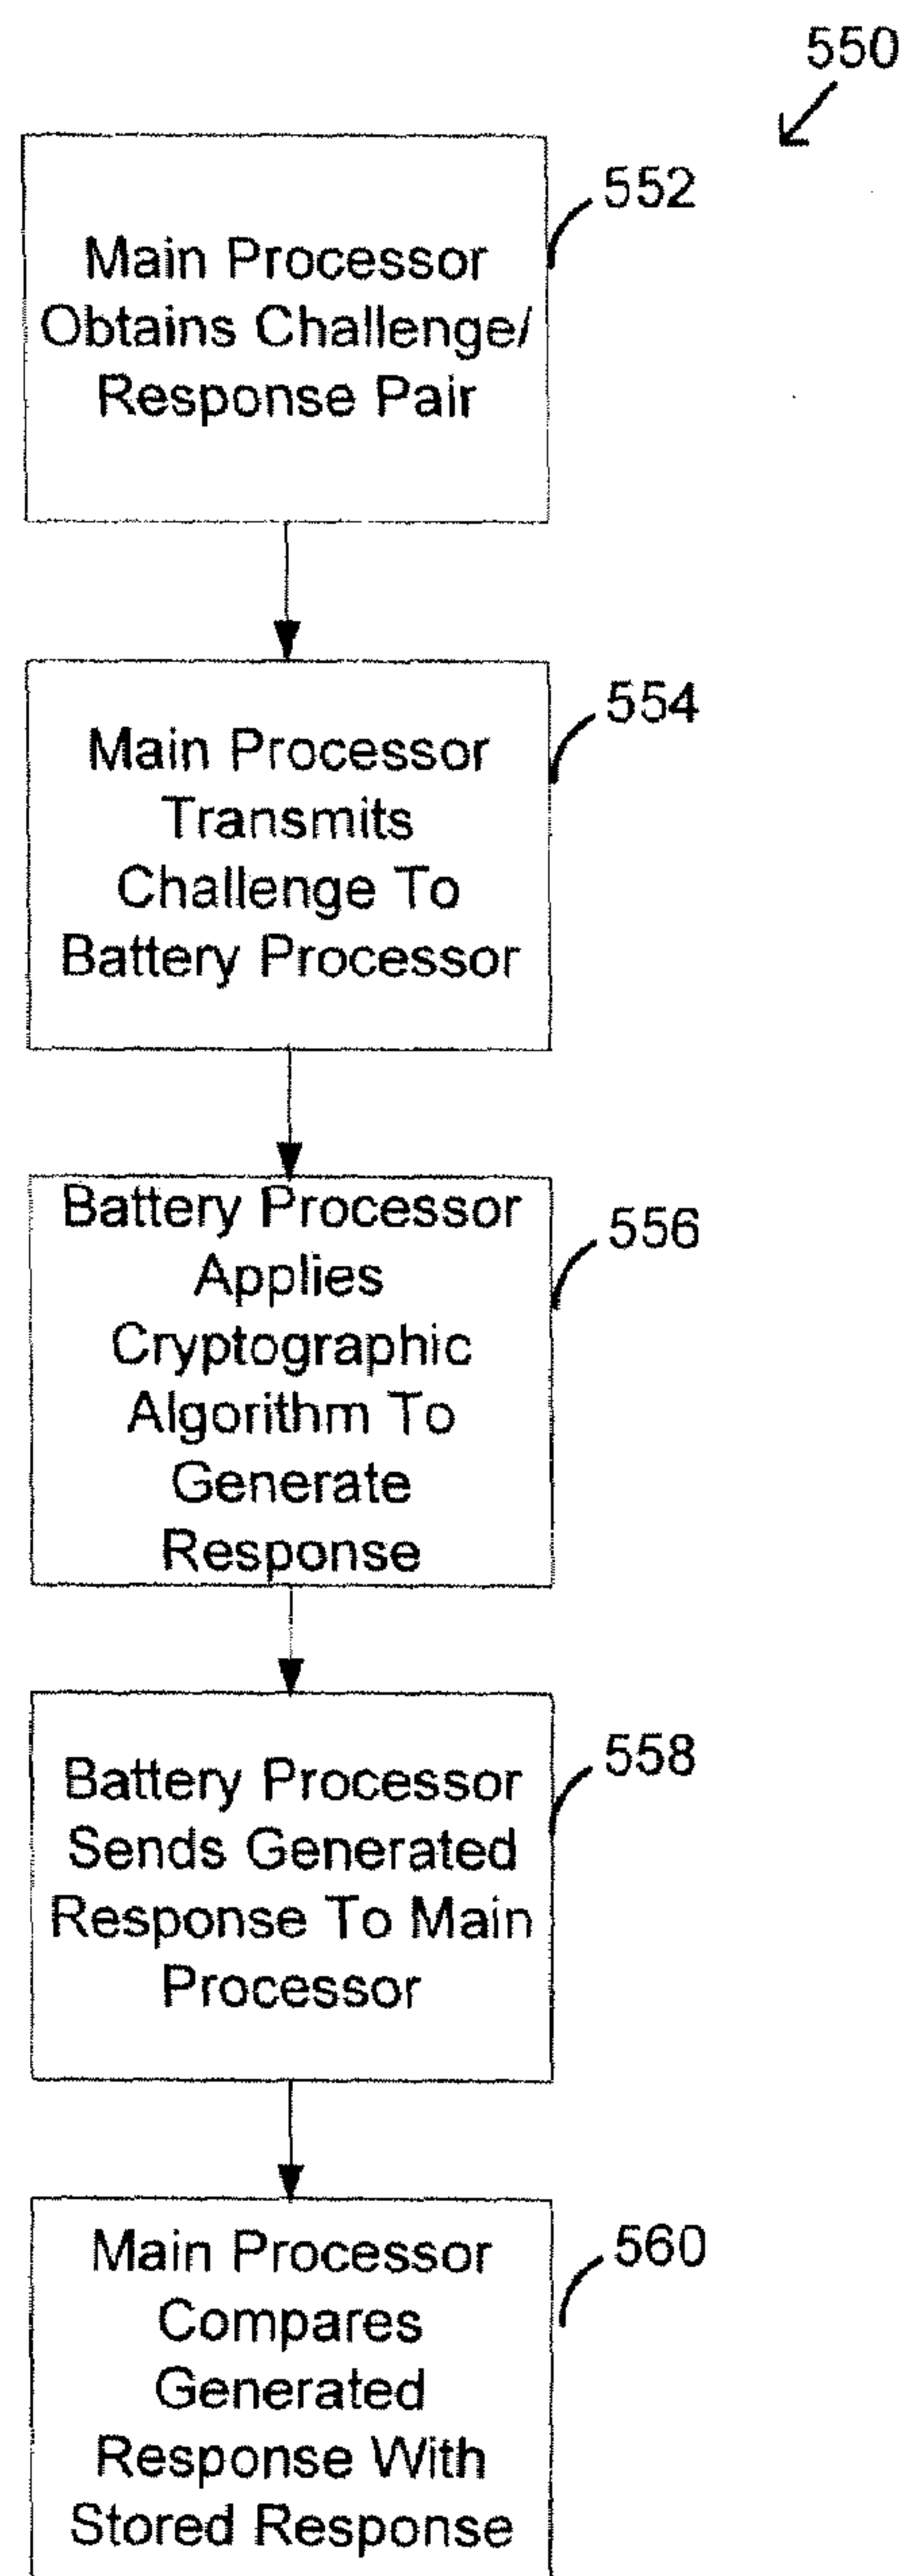 550
552
Main Processor
Obtains Challenge/
Response Pair
554
Main Processor
Transmits
Challenge To
Battery Processor
556
Battery Processor
Applies
Cryptographic
Algorithm To
Generate
Response
558
Battery Processor
Sends Generated
Response To Main
Processor
560
Main Processor
Compares
Generated
Response With
Stored Response